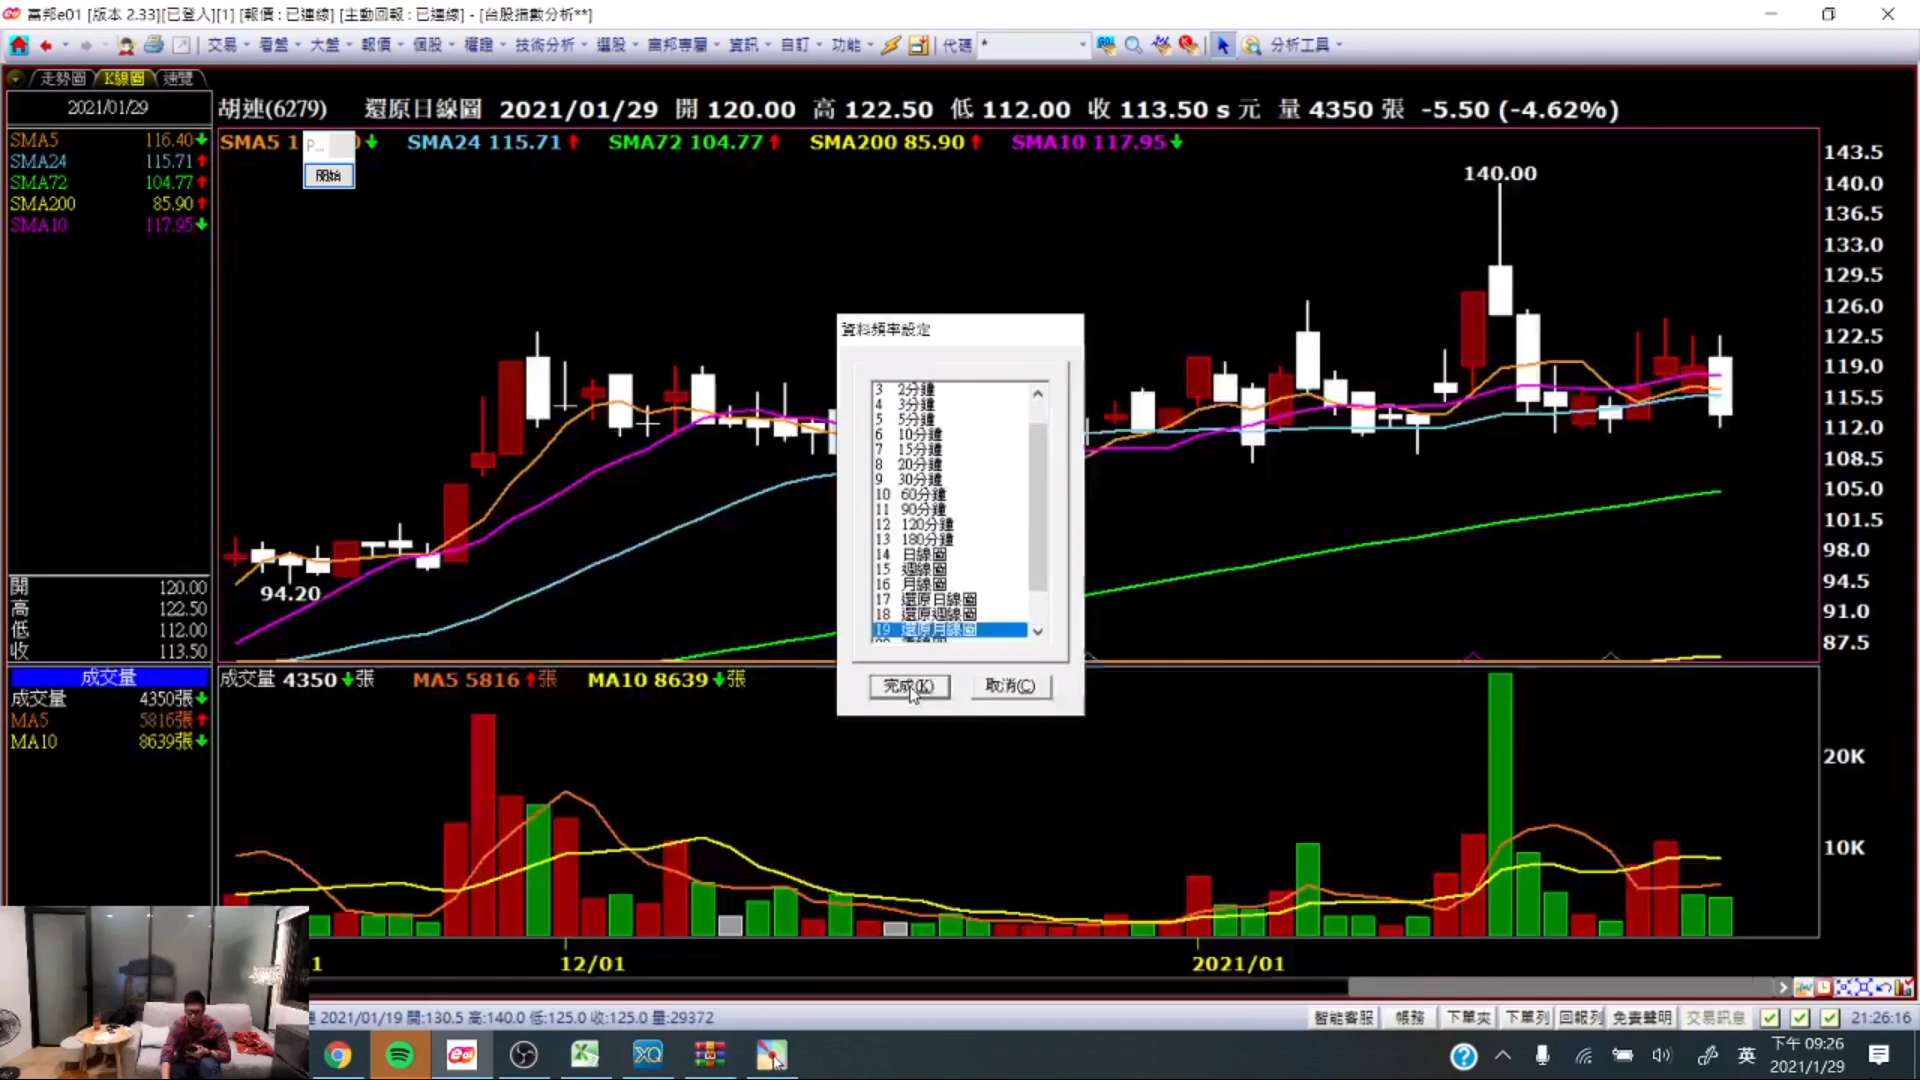 富邦e01 [版本 2.33][已登入][1] [報價 : 已連線] [主動回報 : 已連線] - [台股指數分析**]
交易 看盤 大盤 報價 個股 權證 技術分析 選股 富邦專屬 資訊 自訂 功能 代碼 * 分析工具
走勢圖 K線圖 速覽
2021/01/29
胡連(6279) 還原日線圖 2021/01/29 開 120.00 高 122.50 低 112.00 收 113.50 s 元 量 4350 張 -5.50 (-4.62%)
SMA5 116.40
SMA24 115.71
SMA72 104.77
SMA200 85.90
SMA10 117.95
SMA5 1 SMA24 115.71 SMA72 104.77 SMA200 85.90 SMA10 117.95
P...
開始
140.00
94.20
143.5
140.0
136.5
133.0
129.5
126.0
122.5
119.0
115.5
112.0
108.5
105.0
101.5
98.0
94.5
91.0
87.5
資料頻率設定
3 2分鐘
4 3分鐘
5 5分鐘
6 10分鐘
7 15分鐘
8 20分鐘
9 30分鐘
10 60分鐘
11 90分鐘
12 120分鐘
13 180分鐘
14 日線圖
15 週線圖
16 月線圖
17 還原日線圖
18 還原週線圖
19 還原月線圖
完成(K) 取消(C)
開 120.00
高 122.50
低 112.00
收 113.50
成交量
成交量 4350張
MA5 5816張
MA10 8639張
成交量 4350 張 MA5 5816 張 MA10 8639 張
20K
10K
1 12/01 2021/01
2021/01/19 開:130.5 高:140.0 低:125.0 收:125.0 量:29372
智能客服 帳務 下單夾 下單列 回報列 免責聲明 交易訊息 21:26:16
e01 XQ
英
下午 09:26
2021/1/29